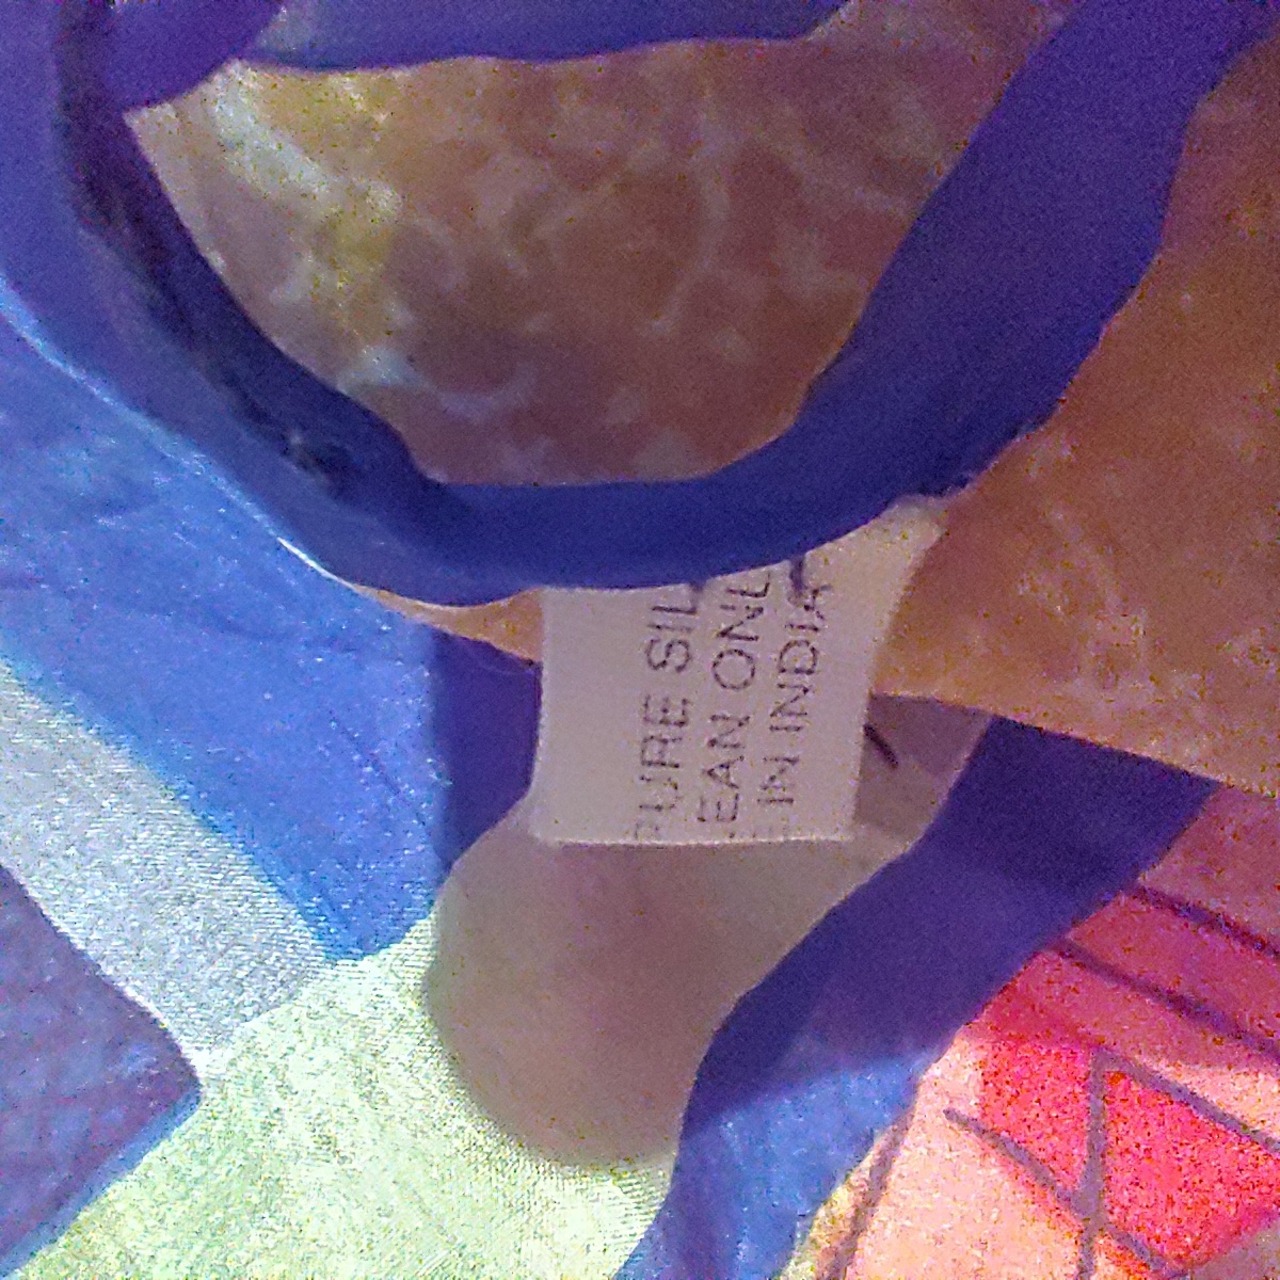 PURE SIL
EAN ONL
IN INDIA